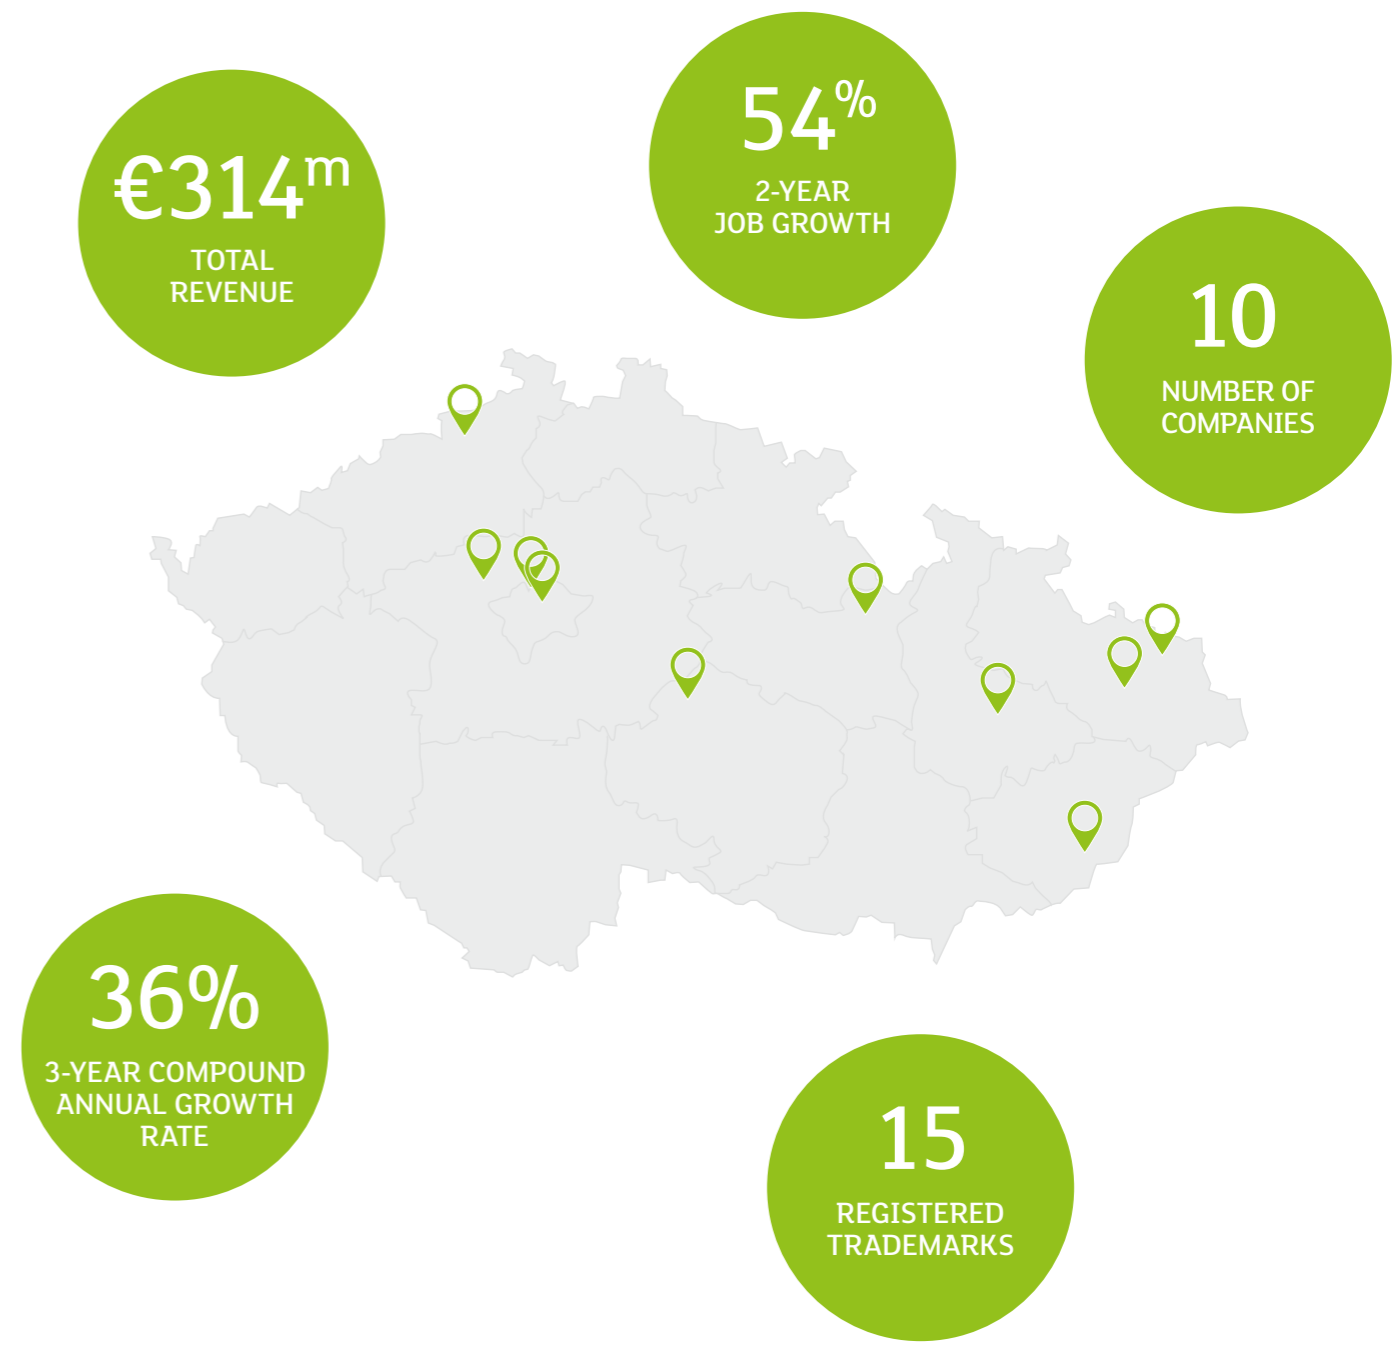 €314m
TOTAL
REVENUE
54%
2-YEAR
JOB GROWTH
10
NUMBER OF
COMPANIES
36%
3-YEAR COMPOUND
ANNUAL GROWTH
RATE
15
REGISTERED
TRADEMARKS